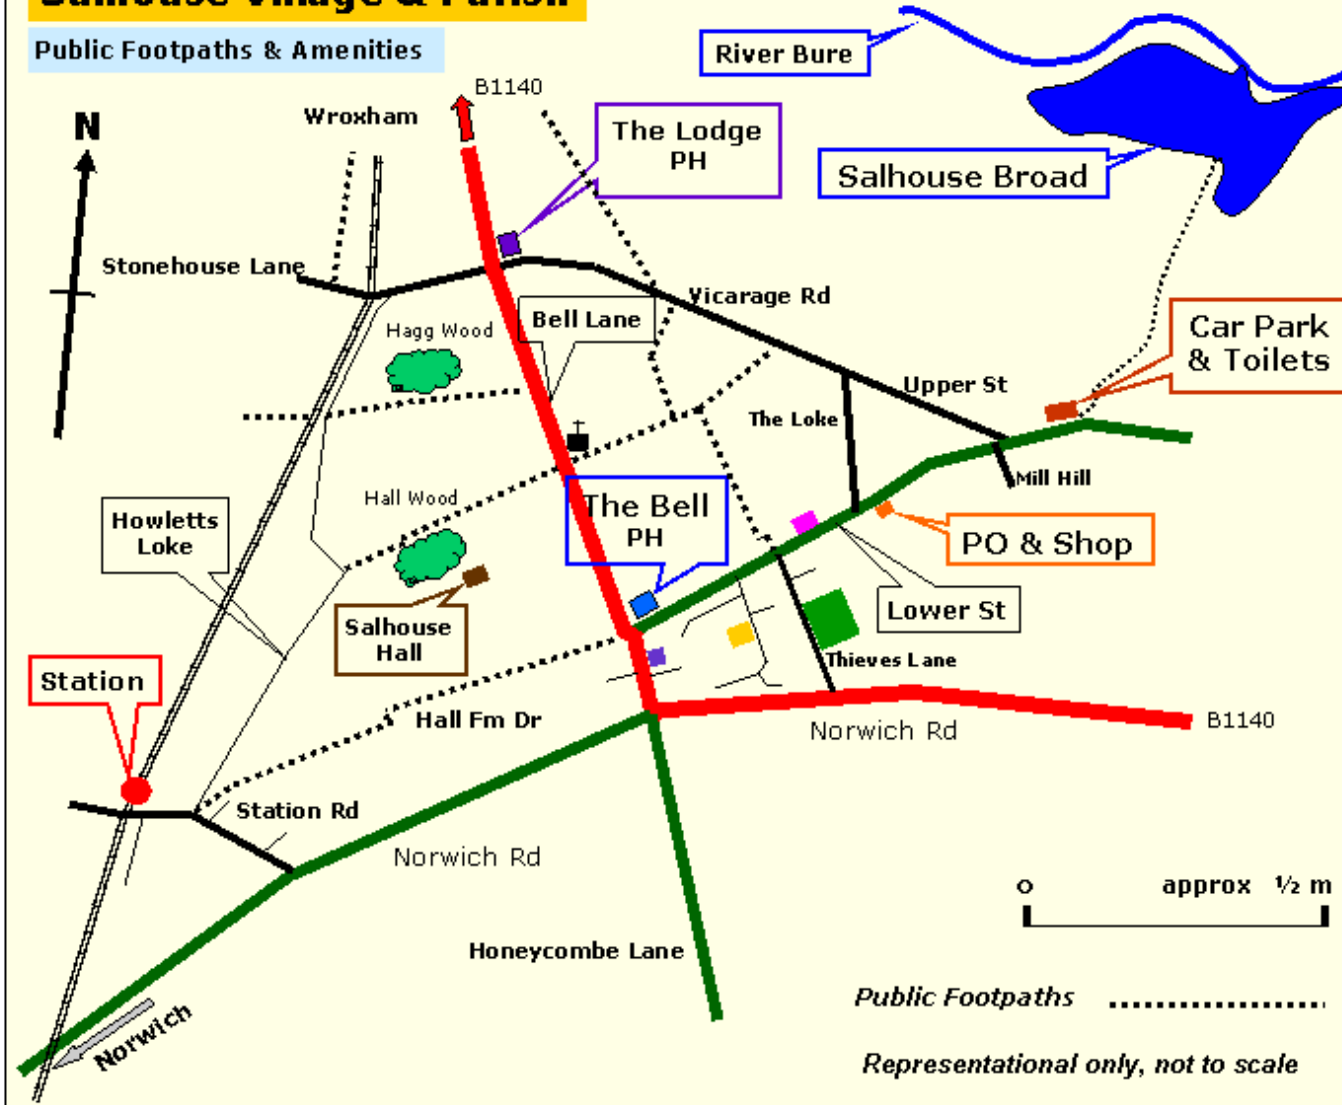 Salhouse Village & Parish
Public Footpaths & Amenities
River Bure
B1140
Wroxham
N
The Lodge
PH
Salhouse Broad
Stonehouse Lane
Vicarage Rd
Bell Lane
Hagg Wood
Car Park
& Toilets
Upper St
The Loke
Mill Hill
Hall Wood
The Bell
PH
Howletts
Loke
PO & Shop
Lower St
Salhouse
Hall
Thieves Lane
Station
Hall Fm Dr
Norwich Rd
B1140
Station Rd
Norwich Rd
o approx ½ m
Honeycombe Lane
Public Footpaths
Norwich
Representational only, not to scale